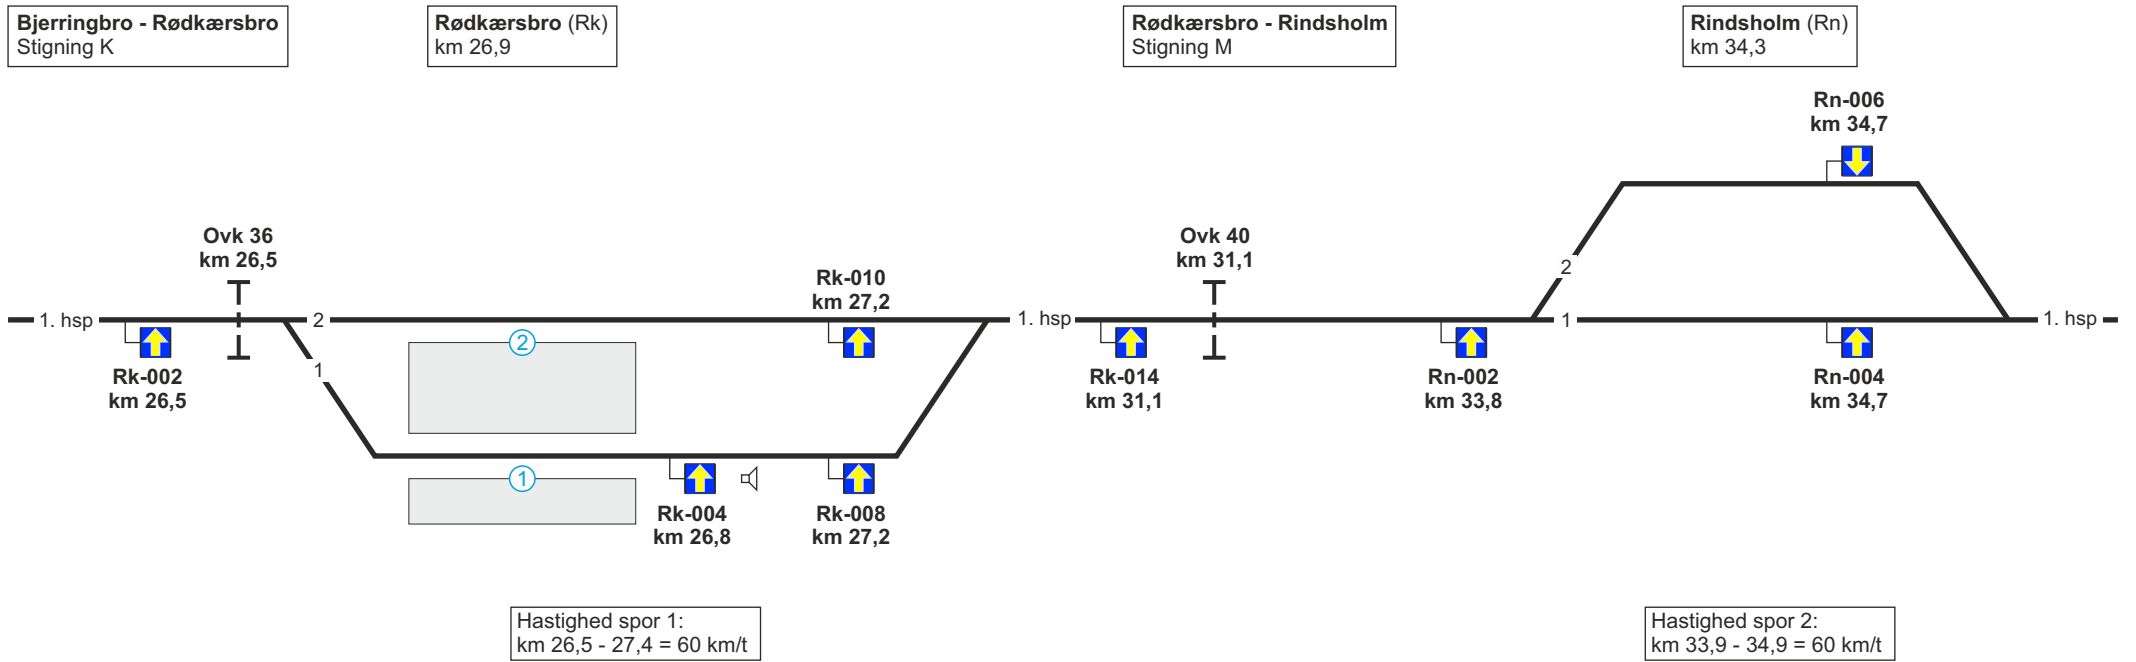 Bjerringbro - Rødkærsbro
Stigning K
Rødkærsbro (Rk)
km 26,9
Rødkærsbro - Rindsholm
Stigning M
Rindsholm (Rn)
km 34,3
Rn-006
km 34,7
Ovk 36
km 26,5
Ovk 40
km 31,1
Rk-010
km 27,2
2
1. hsp
2
1. hsp
1
1. hsp
2
1
Rk-002
km 26,5
Rk-014
km 31,1
Rn-002
km 33,8
Rn-004
km 34,7
1
Rk-004
km 26,8
Rk-008
km 27,2
Hastighed spor 1:
km 26,5 - 27,4 = 60 km/t
Hastighed spor 2:
km 33,9 - 34,9 = 60 km/t